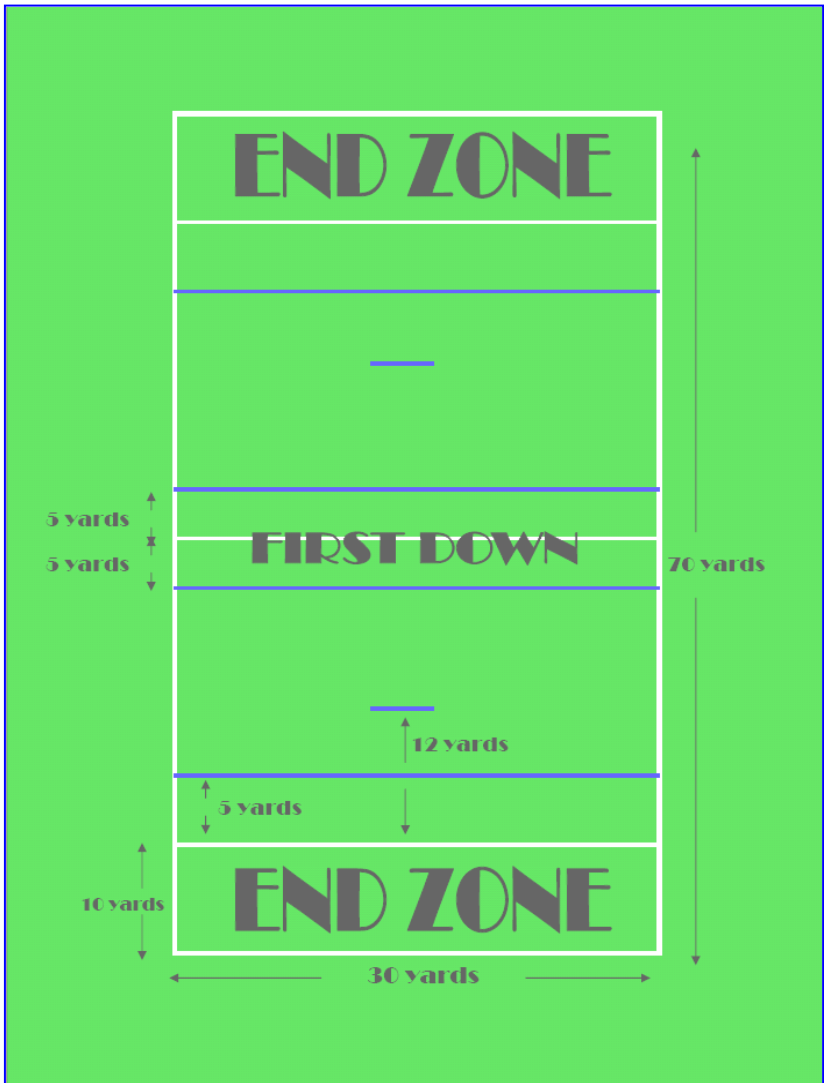 END ZONE
5 yards
FIRST DOWN
5 yards
70 yards
12 yards
5 yards
10 yards
END ZONE
30 yards